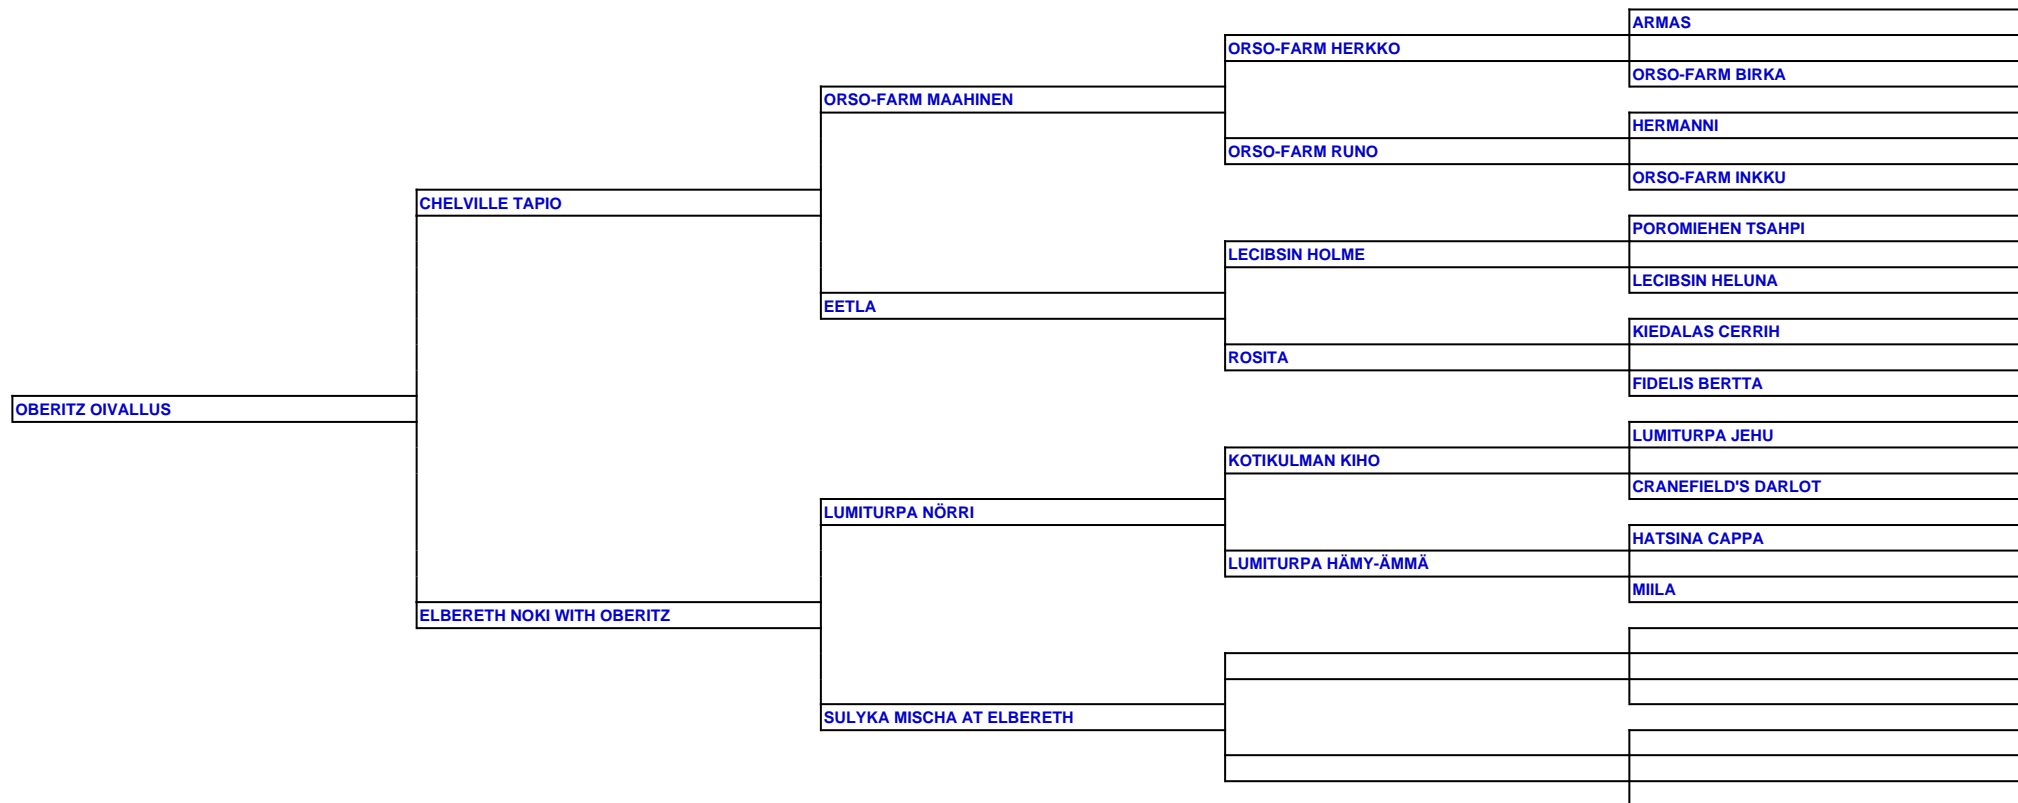 ARMAS
ORSO-FARM HERKKO
ORSO-FARM BIRKA
ORSO-FARM MAAHINEN
HERMANNI
ORSO-FARM RUNO
ORSO-FARM INKKU
CHELVILLE TAPIO
POROMIEHEN TSAHPI
LECIBSIN HOLME
LECIBSIN HELUNA
EETLA
KIEDALAS CERRIH
ROSITA
FIDELIS BERTTA
OBERITZ OIVALLUS
LUMITURPA JEHU
KOTIKULMAN KIHO
CRANEFIELD'S DARLOT
LUMITURPA NÖRRI
HATSINA CAPPA
LUMITURPA HÄMY-ÄMMÄ
MIILA
ELBERETH NOKI WITH OBERITZ
SULYKA MISCHA AT ELBERETH